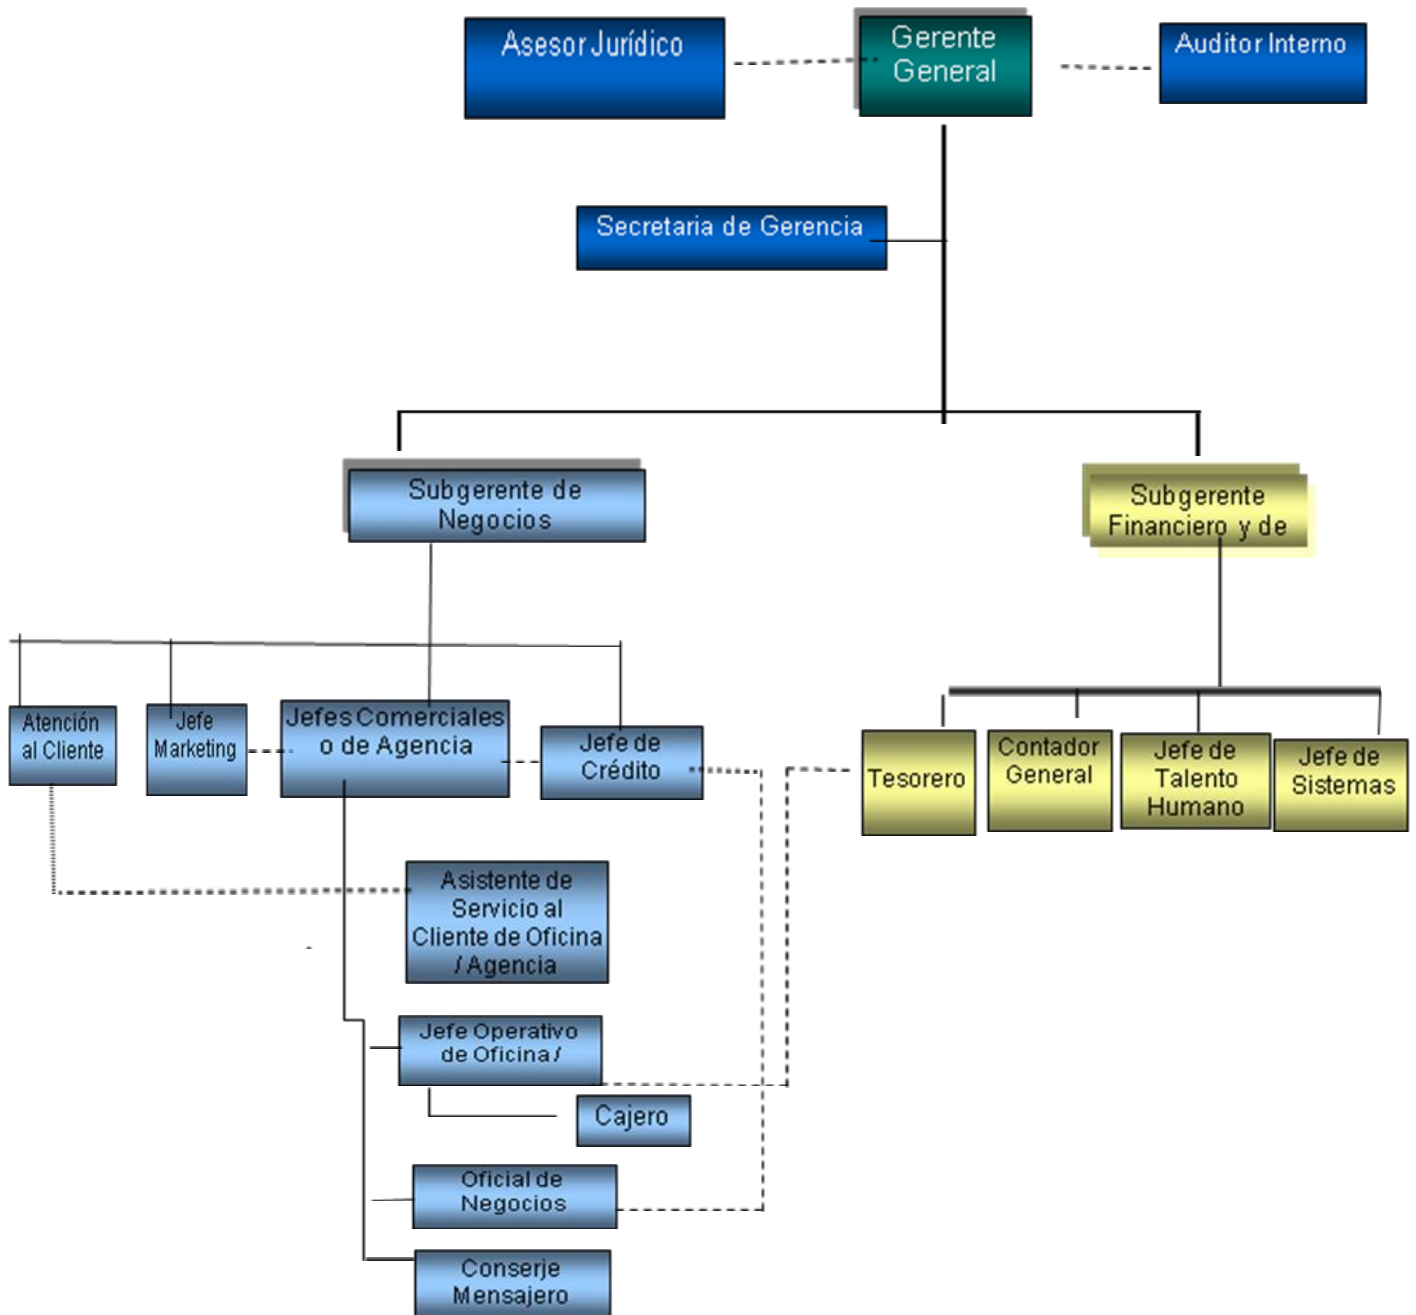 Asesor Jurídico
Gerente
General
Auditor Interno
Secretaria de Gerencia
Subgerente de
Negocios
Subgerente
Financiero y de
Atención
al Cliente
Jefe
Marketing
Jefes Comerciales
o de Agencia
Jefe de
Crédito
Tesorero
Contador
General
Jefe de
Talento
Humano
Jefe de
Sistemas
Asistente de
Servicio al
Cliente de Oficina
/ Agencia
Jefe Operativo
de Oficina /
Cajero
Oficial de
Negocios
Conserje
Mensajero